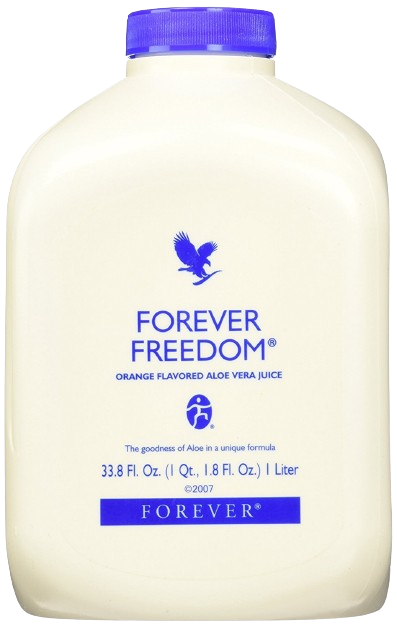 FOREVER
FREEDOM®
ORANGE FLAVORED ALOE VERA JUICE
®
The goodness of Aloe in a unique formula
33.8 Fl. Oz. (1 Qt., 1.8 Fl. Oz.) 1 Liter
©2007
FOREVER®